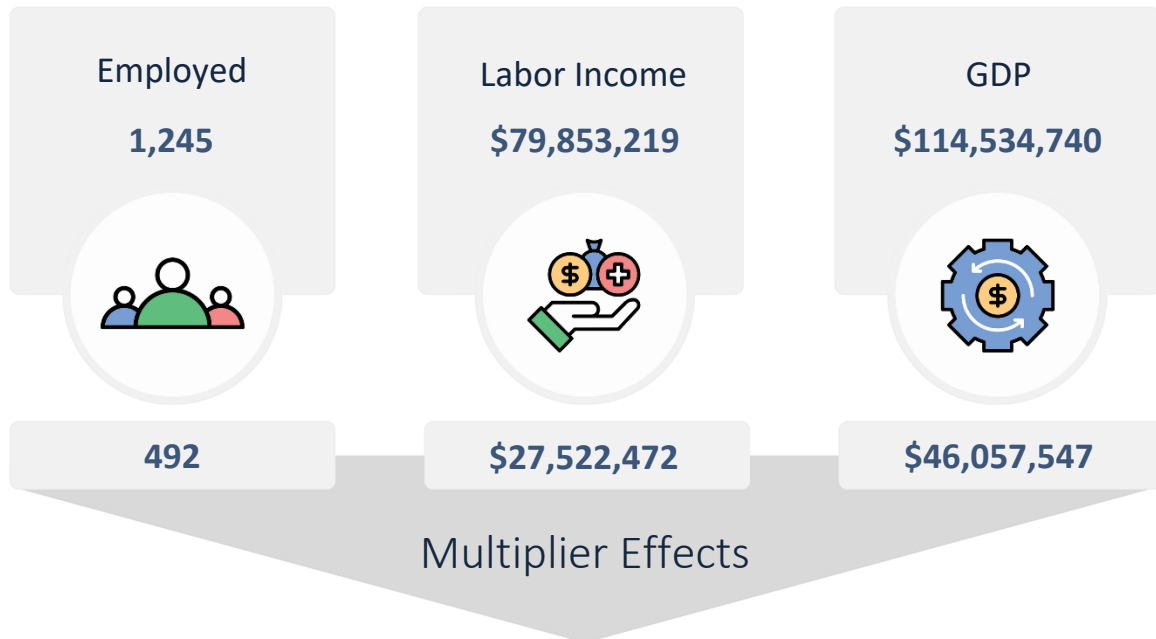 Employed
1,245
Labor Income
$79,853,219
GDP
$114,534,740
$
$
492
$27,522,472
$46,057,547
Multiplier Effects